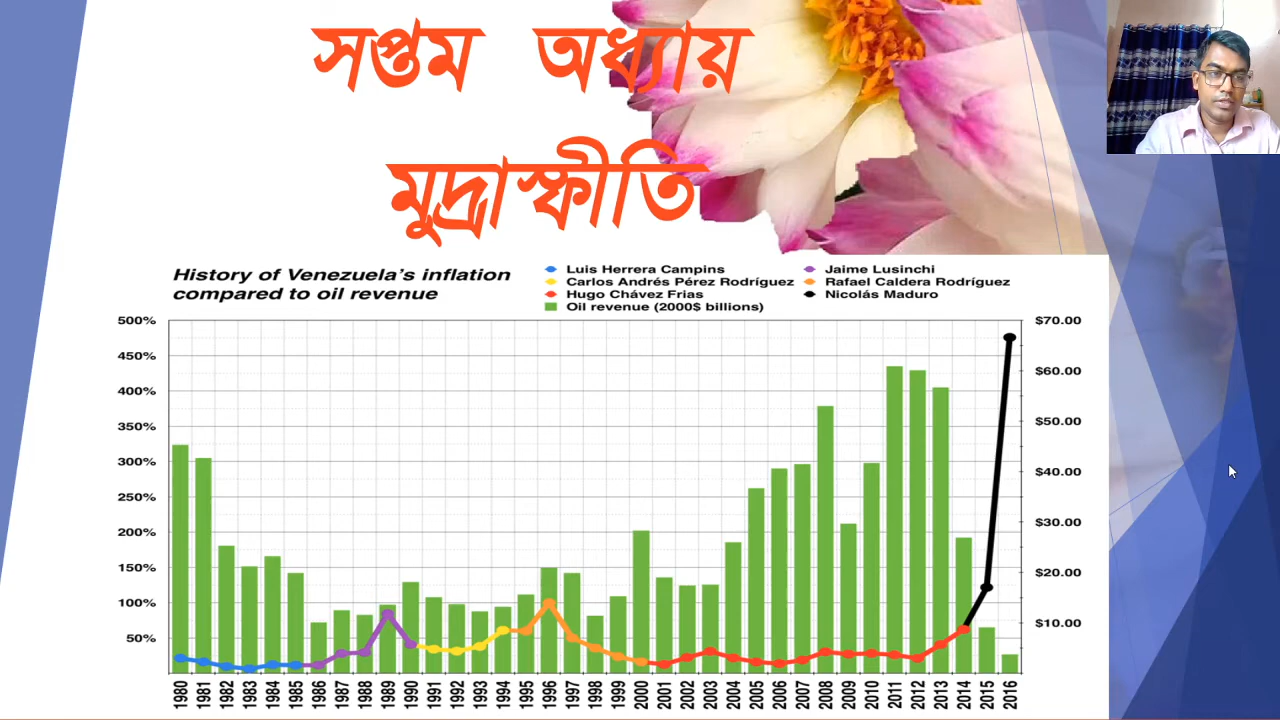 সপ্তম অধ্যায়
মুদ্রাস্ফীতি
History of Venezuela's inflation
compared to oil revenue
Luis Herrera Campins
Jaime Lusinchi
Carlos Andrés Pérez Rodríguez
Rafael Caldera Rodríguez
Hugo Chávez Frias
Nicolás Maduro
Oil revenue (2000$ billions)
500%
450%
400%
350%
300%
250%
200%
150%
100%
50%
$70.00
$60.00
$50.00
$40.00
$30.00
$20.00
$10.00
1980 1981 1982 1983 1984 1985 1986 1987 1988 1989 1990 1991 1992 1993 1994 1995 1996 1997 1998 1999 2000 2001 2002 2003 2004 2005 2006 2007 2008 2009 2010 2011 2012 2013 2014 2015 2016